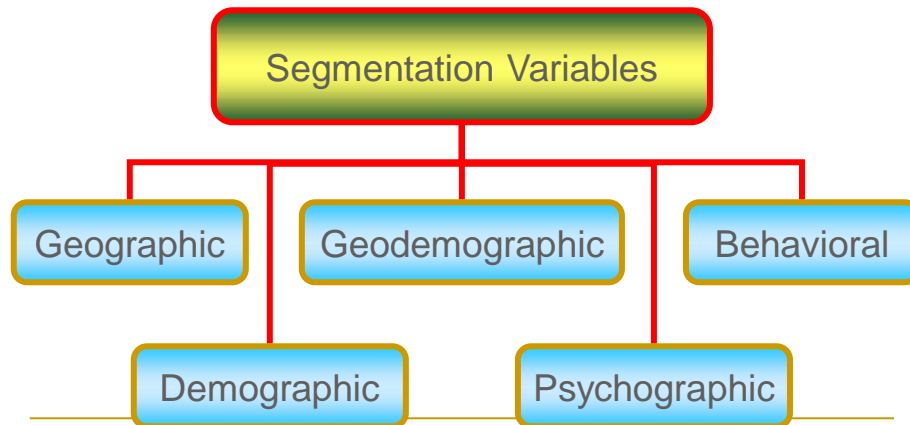 Segmentation Variables
Geographic
Geodemographic
Behavioral
Demographic
Psychographic